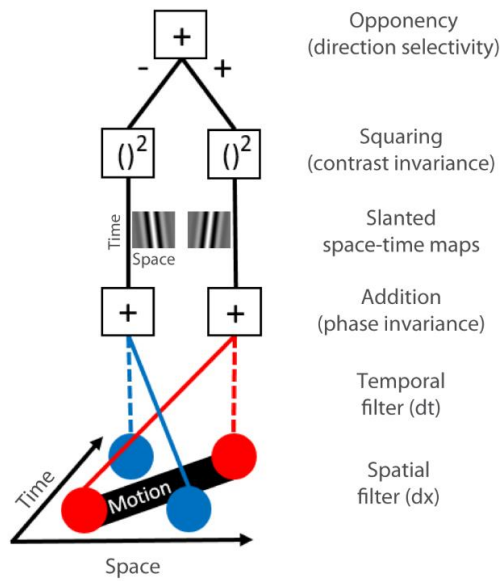 Opponency
(direction selectivity)
+
- +
()² ()²
Squaring
(contrast invariance)
Time
Space
Slanted
space-time maps
+ +
Addition
(phase invariance)
Temporal
filter (dt)
Spatial
filter (dx)
Time
Motion
Space